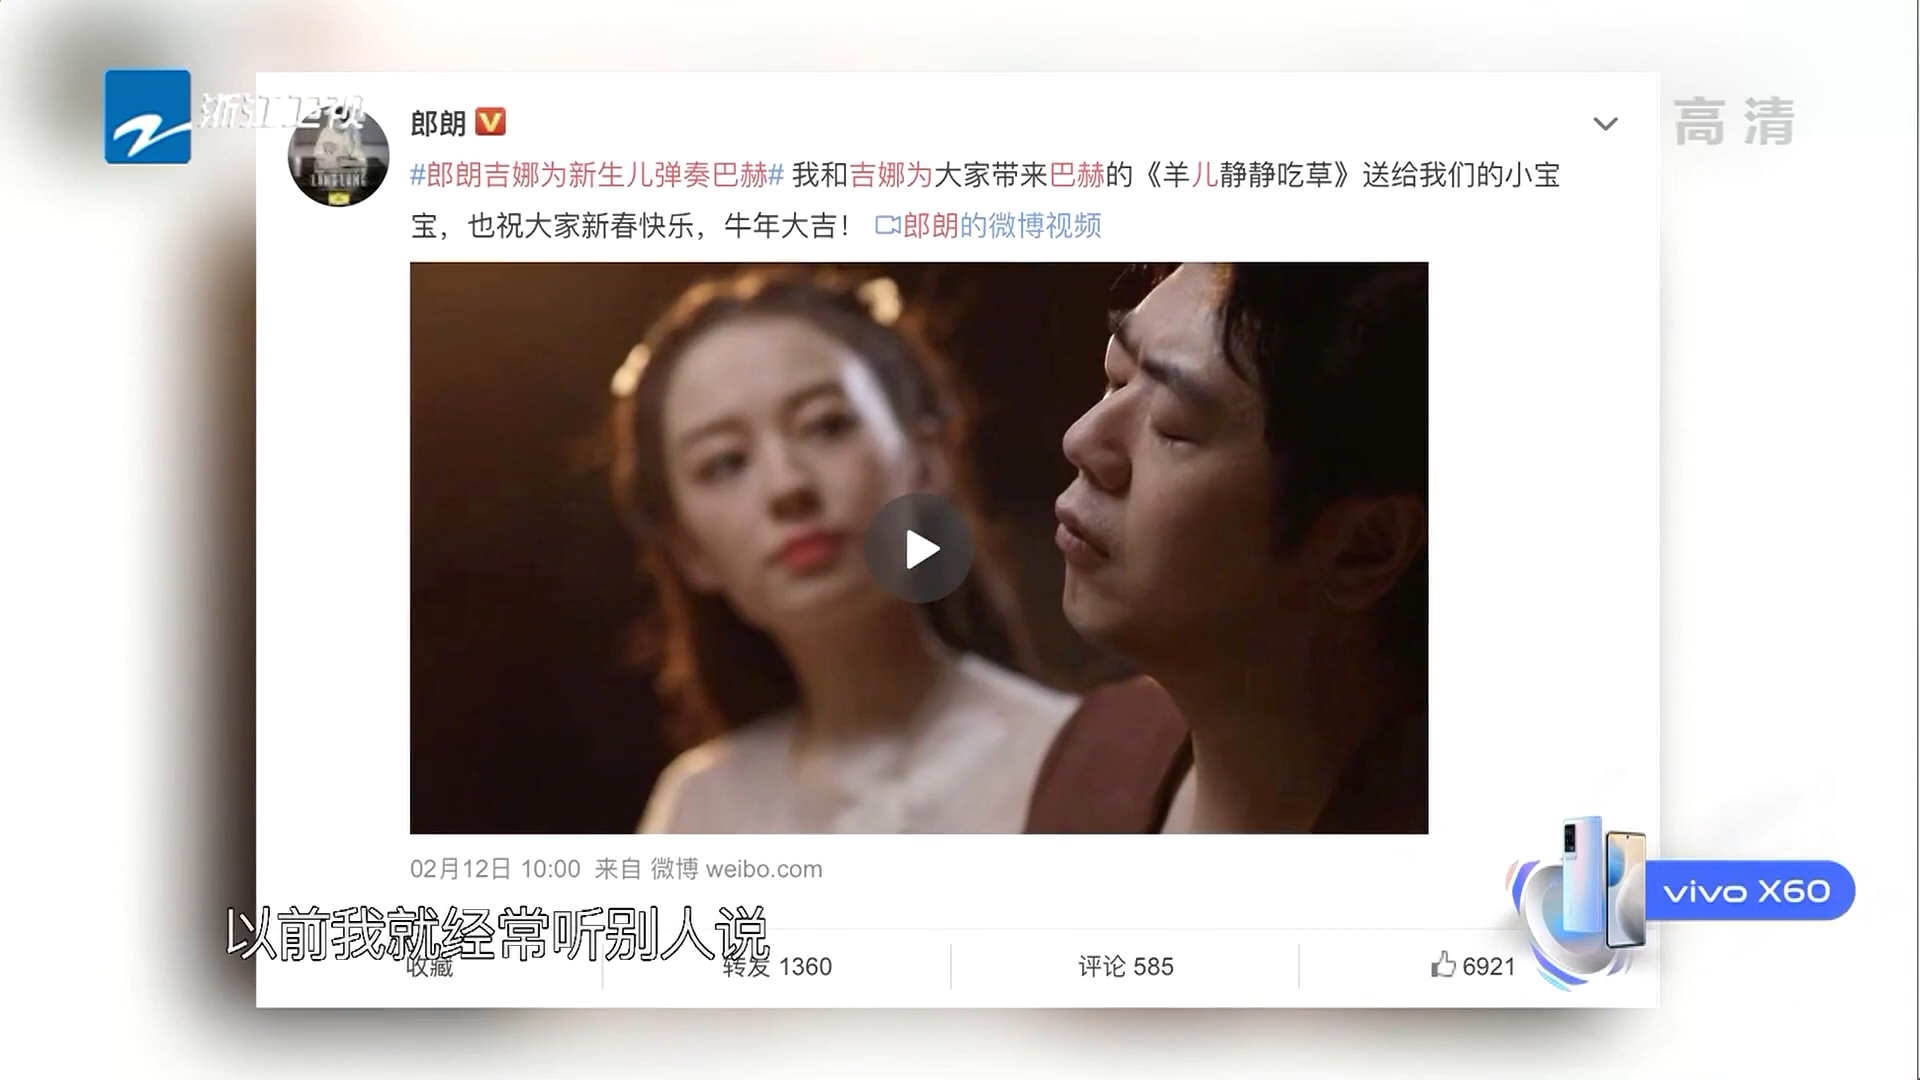 浙江卫视
高清
郎朗
#郎朗吉娜为新生儿弹奏巴赫# 我和吉娜为大家带来巴赫的《羊儿静静吃草》送给我们的小宝
宝，也祝大家新春快乐，牛年大吉！ 郎朗的微博视频
LANG LANG
02月12日 10:00 来自 微博 weibo.com
vivo X60
以前我就经常听别人说
收藏
转发 1360
评论 585
6921